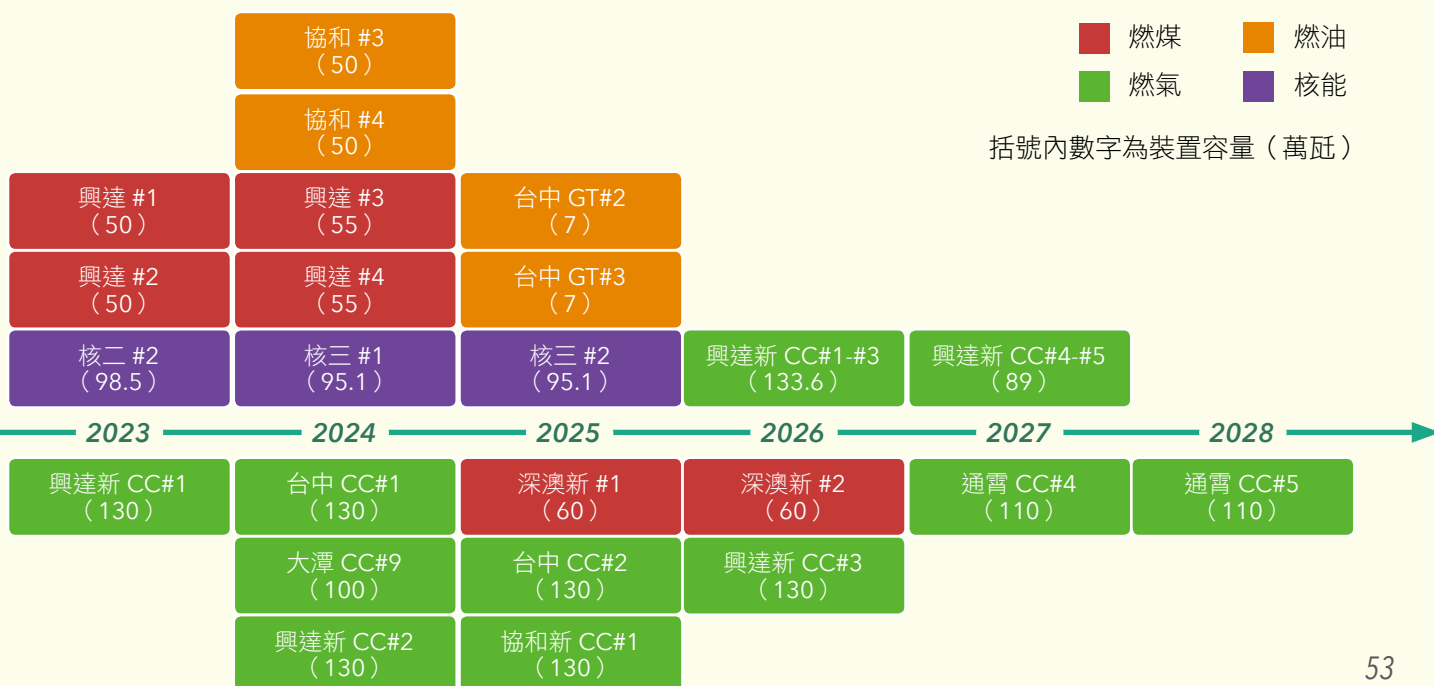 協和 #3
（50）
協和 #4
（50）
燃煤
燃油
燃氣
核能
括號內數字為裝置容量（萬瓩）
興達 #1
（50）
興達 #3
（55）
台中 GT#2
（7）
興達 #2
（50）
興達 #4
（55）
台中 GT#3
（7）
核二 #2
（98.5）
核三 #1
（95.1）
核三 #2
（95.1）
興達新 CC#1-#3
（133.6）
興達新 CC#4-#5
（89）
2023
2024
2025
2026
2027
2028
興達新 CC#1
（130）
台中 CC#1
（130）
深澳新 #1
（60）
深澳新 #2
（60）
通霄 CC#4
（110）
通霄 CC#5
（110）
大潭 CC#9
（100）
台中 CC#2
（130）
興達新 CC#3
（130）
興達新 CC#2
（130）
協和新 CC#1
（130）
53